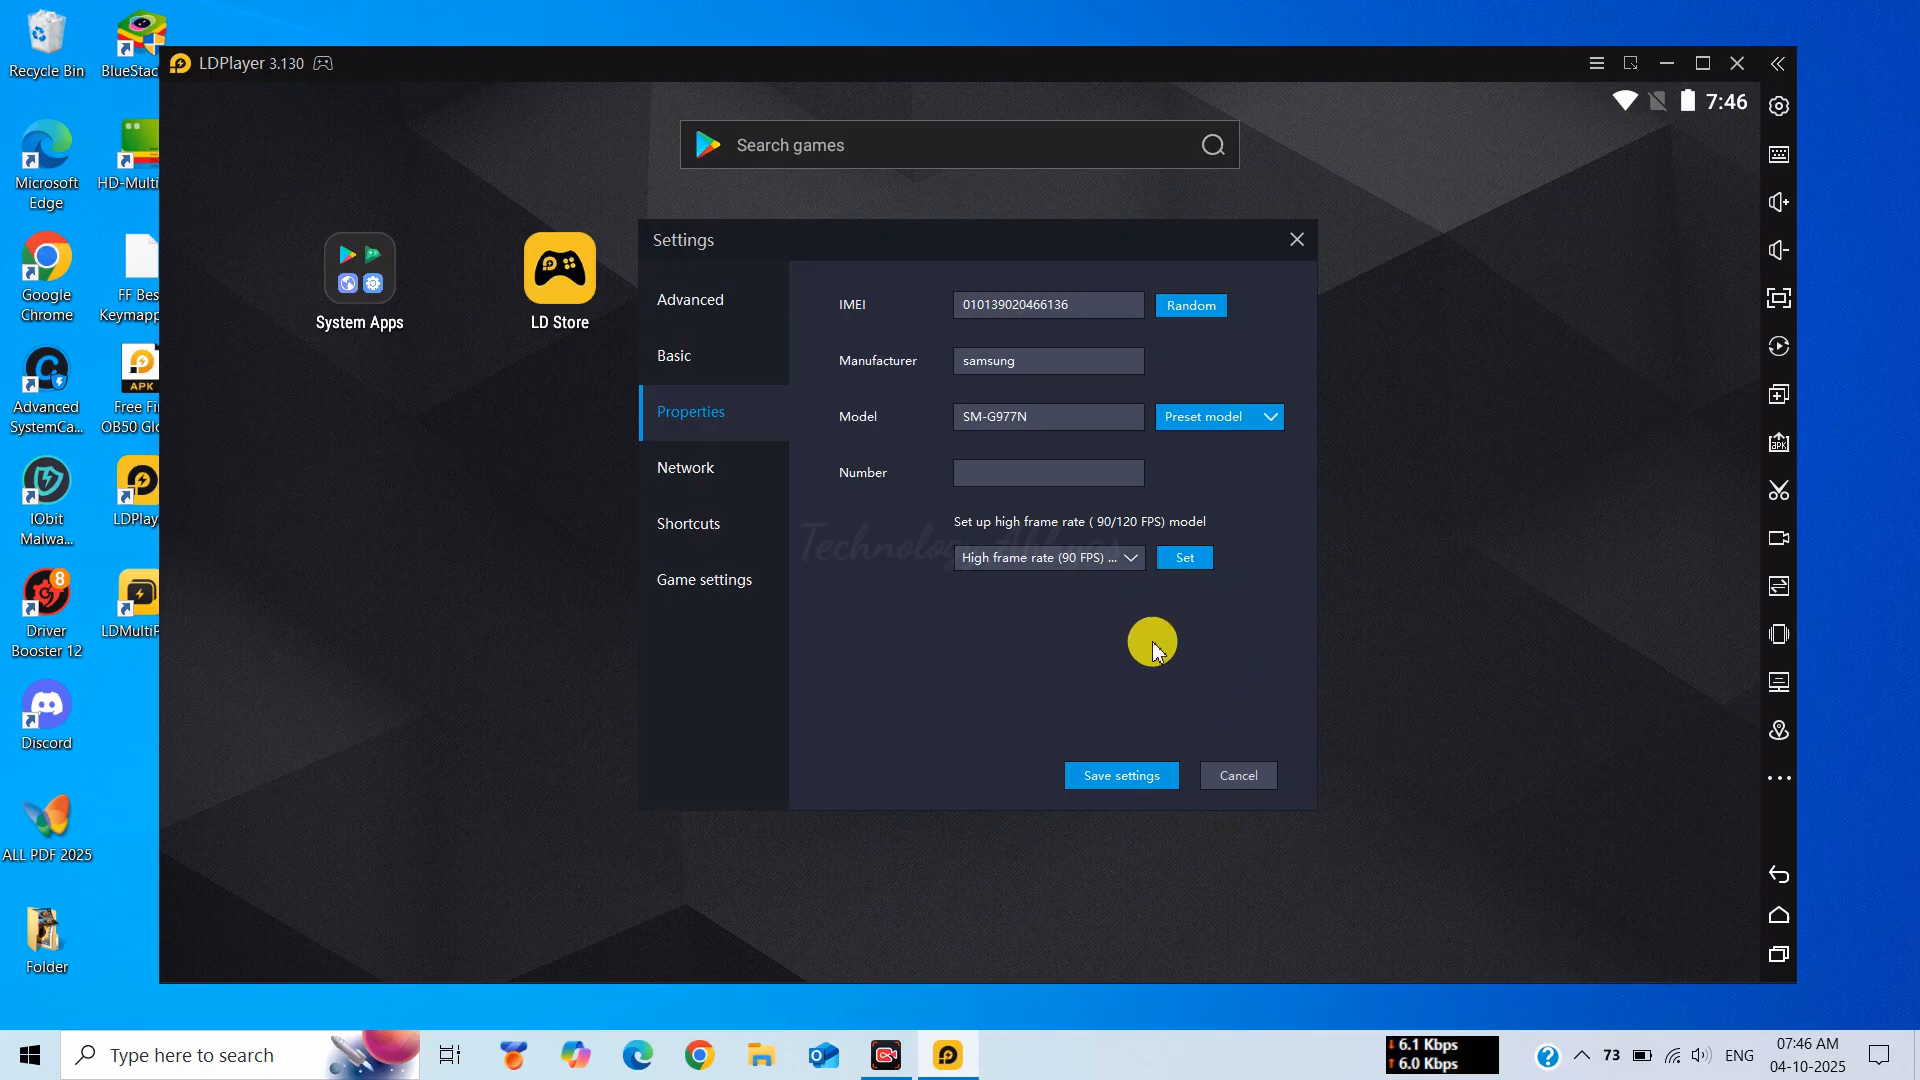 Recycle Bin
BlueStac
Microsoft
Edge
HD-Multi
Google
Chrome
FF Bes
Keymapp
Advanced
SystemCa...
APK
Free Fi
OB50 Glo
IObit
Malwa...
LDPlay
8
Driver
Booster 12
LDMultiP
Discord
ALL PDF 2025
Folder
LDPlayer 3.130
7:46
Search games
System Apps
LD Store
Settings
Advanced
Basic
Properties
Network
Shortcuts
Game settings
IMEI
010139020466136
Random
Manufacturer
samsung
Model
SM-G977N
Preset model
Number
Set up high frame rate ( 90/120 FPS) model
Technology
High frame rate (90 FPS) ...
Set
Save settings
Cancel
APK
Type here to search
6.1 Kbps
6.0 Kbps
73
ENG
07:46 AM
04-10-2025